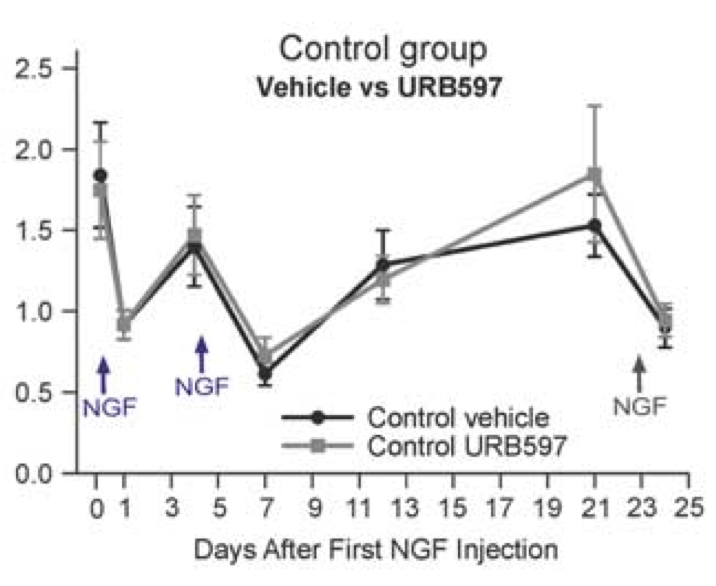 Control group
Vehicle vs URB597
2.5
2.0
1.5
1.0
0.5
0.0
NGF
NGF
NGF
Control vehicle
Control URB597
0 1 3 5 7 9 11 13 15 17 19 21 23 25
Days After First NGF Injection